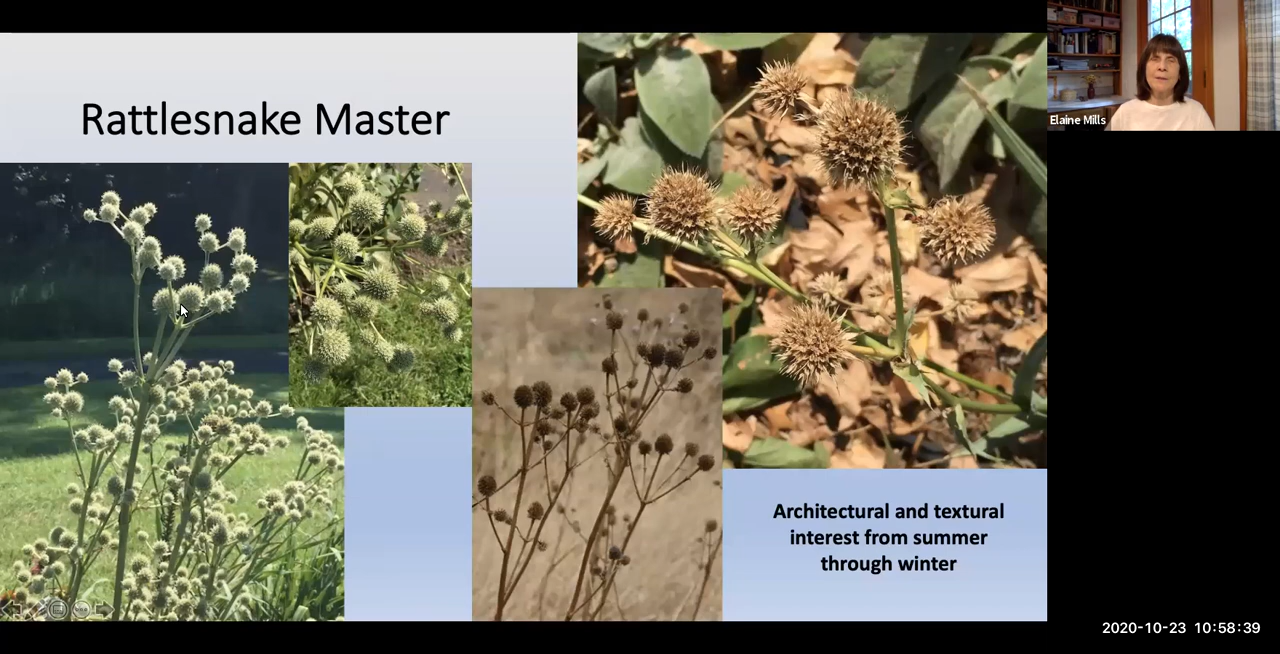 Rattlesnake Master
Elaine Mills
Architectural and textural
interest from summer
through winter
2020-10-23 10:58:39